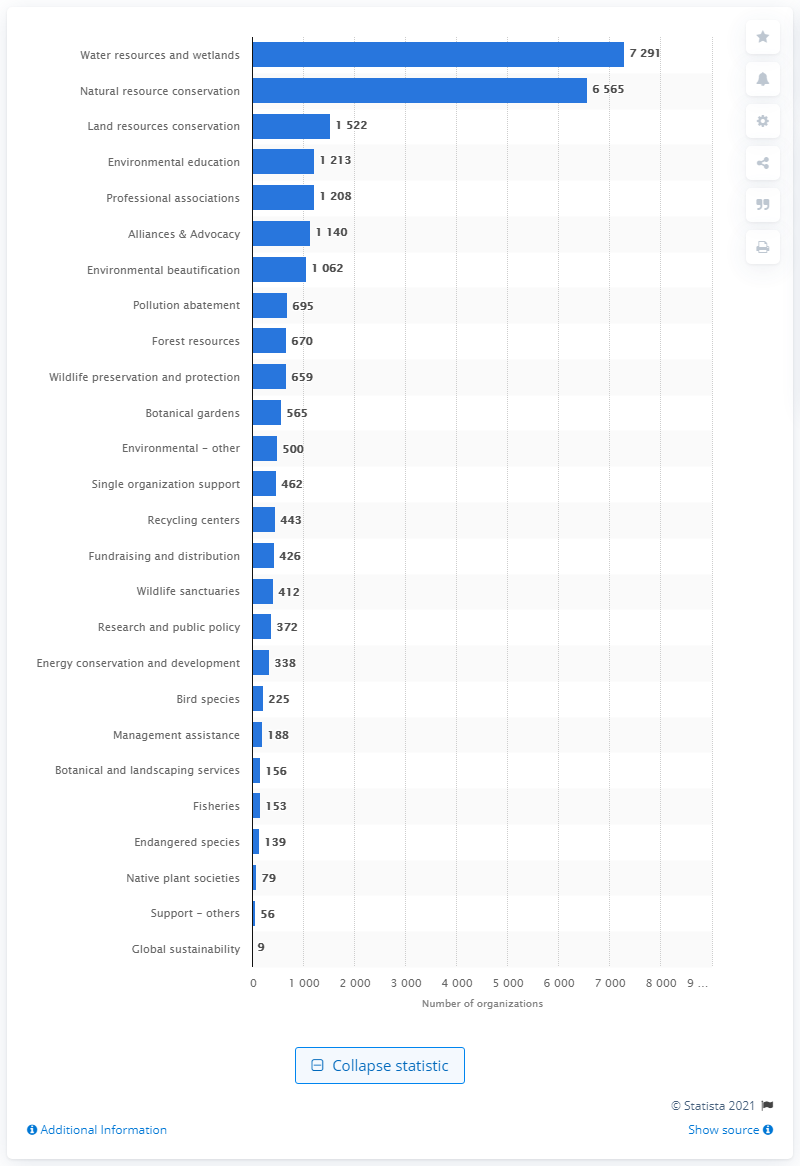 Water resources and wetlands 7 291
Natural resource conservation 6 565
Land resources conservation 1 522
Environmental education 1 213
Professional associations 1 208
Alliances & Advocacy 1 140
Environmental beautification 1 062
Pollution abatement 695
Forest resources 670
Wildlife preservation and protection 659
Botanical gardens 565
Environmental – other 500
Single organization support 462
Recycling centers 443
Fundraising and distribution 426
Wildlife sanctuaries 412
Research and public policy 372
Energy conservation and development 338
Bird species 225
Management assistance 188
Botanical and landscaping services 156
Fisheries 153
Endangered species 139
Native plant societies 79
Support – others 56
Global sustainability 9
0 1 000 2 000 3 000 4 000 5 000 6 000 7 000 8 000 9 ...
Number of organizations
Collapse statistic
© Statista 2021
Additional Information Show source